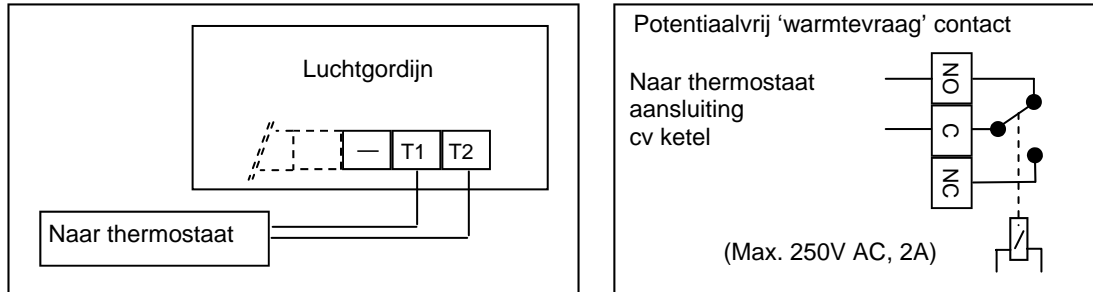 Luchtgordijn
— T1 T2
Naar thermostaat
Potentiaalvrij ‘warmtevraag’ contact
Naar thermostaat
aansluiting
cv ketel
NO
C
NC
(Max. 250V AC, 2A)